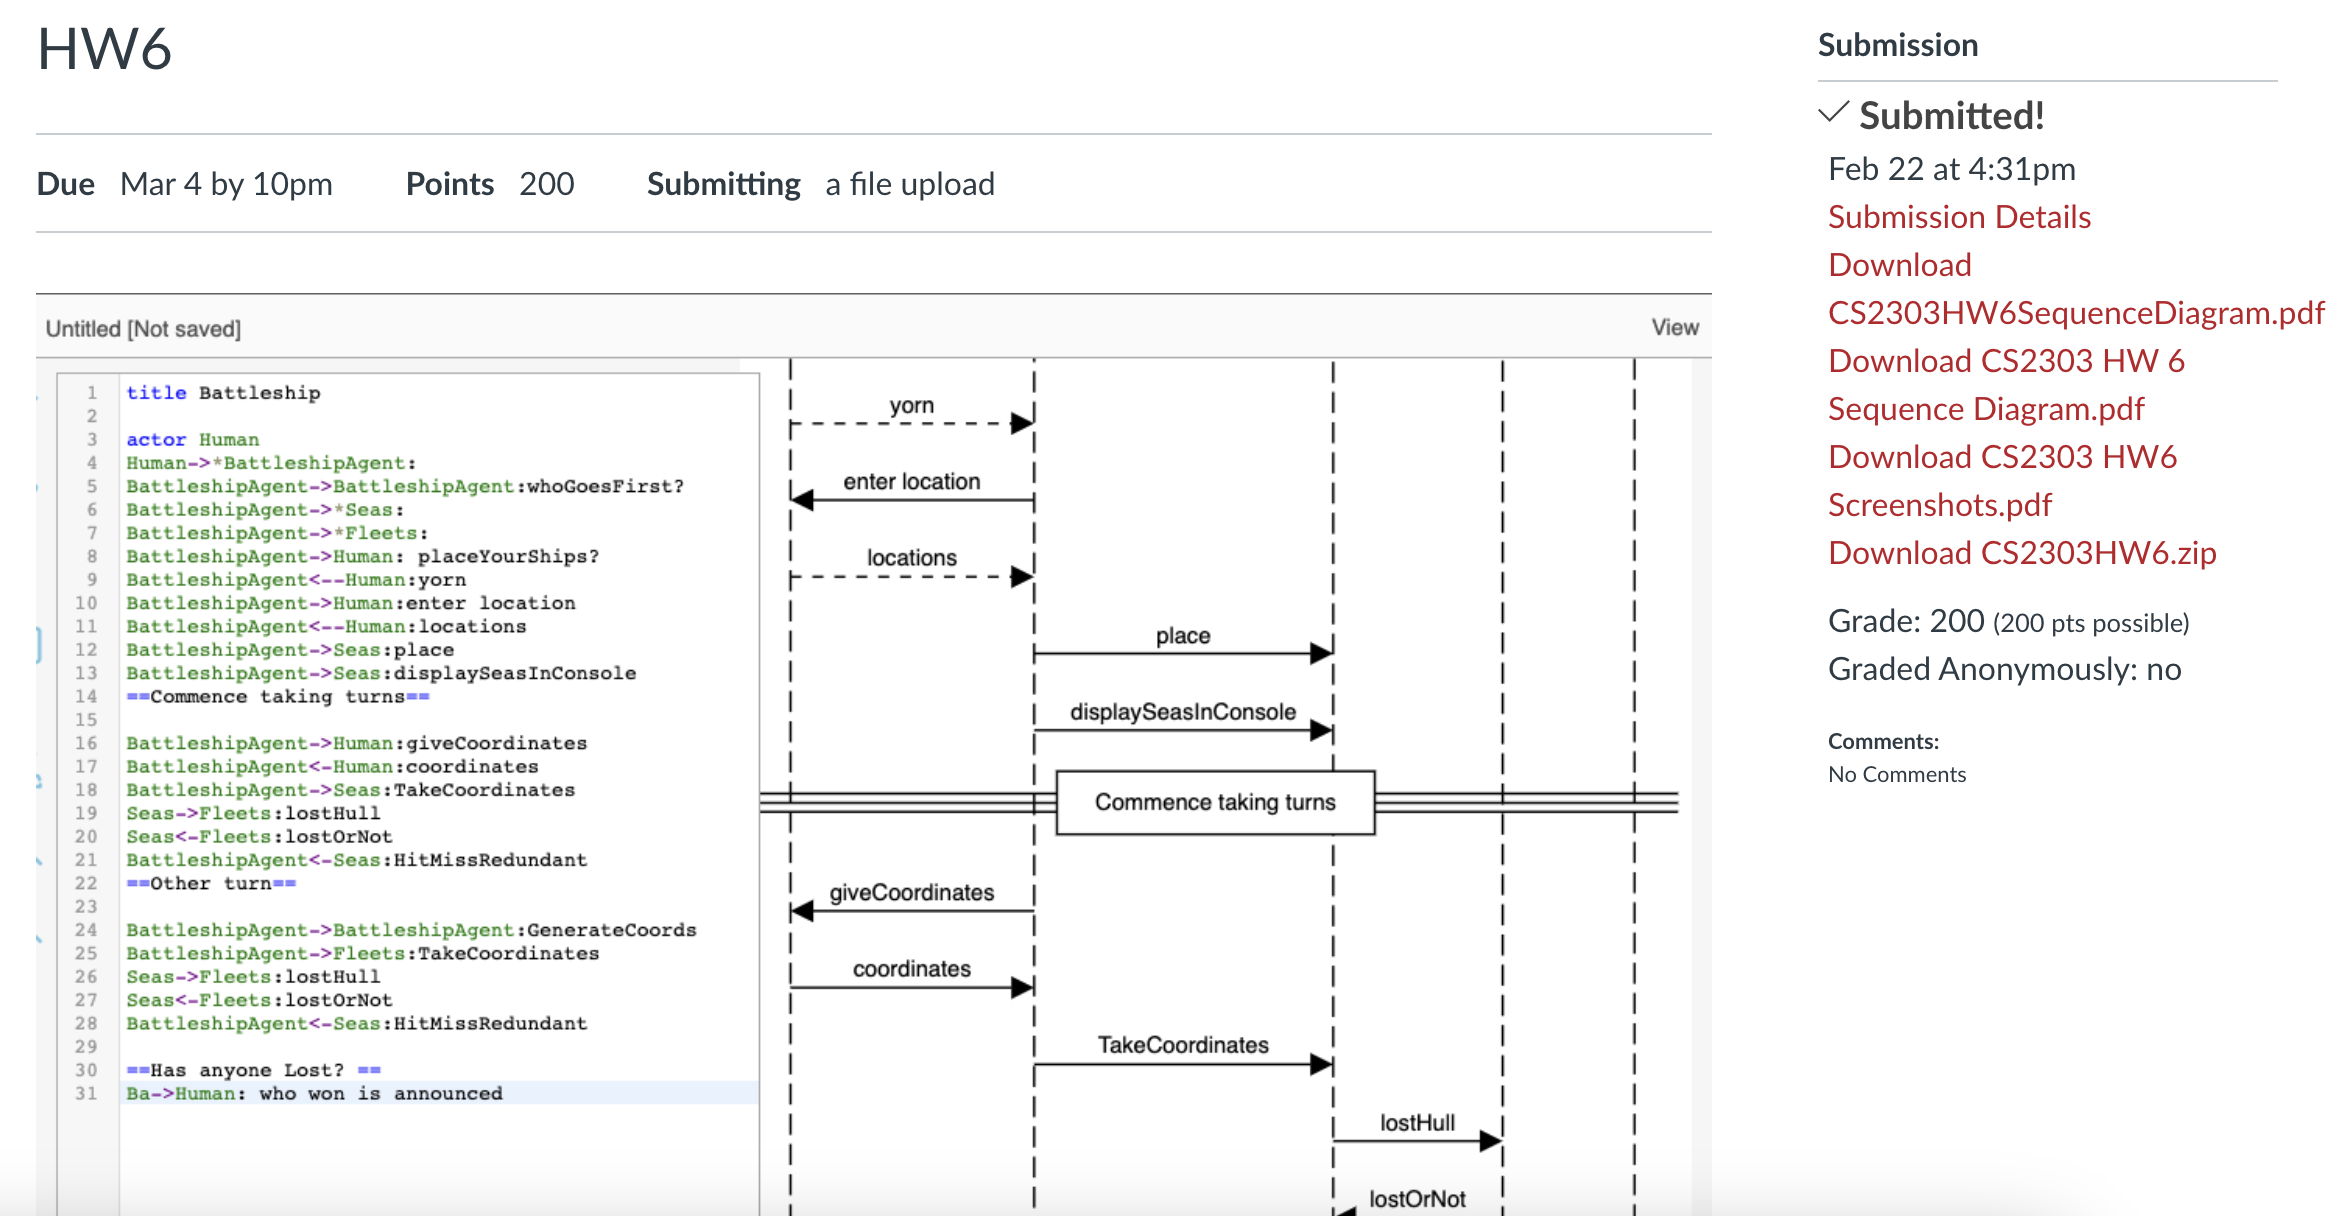 HW6
Due Mar 4 by 10pm Points 200 Submitting a file upload
Untitled [Not saved]
View
1 title Battleship
2
3 actor Human
4 Human->*BattleshipAgent:
5 BattleshipAgent->BattleshipAgent:whoGoesFirst?
6 BattleshipAgent->*Seas:
7 BattleshipAgent->*Fleets:
8 BattleshipAgent->Human: placeYourShips?
9 BattleshipAgent<--Human:yorn
10 BattleshipAgent->Human:enter location
11 BattleshipAgent<--Human:locations
12 BattleshipAgent->Seas:place
13 BattleshipAgent->Seas:displaySeasInConsole
14 ==Commence taking turns==
15
16 BattleshipAgent->Human:giveCoordinates
17 BattleshipAgent<-Human:coordinates
18 BattleshipAgent->Seas:TakeCoordinates
19 Seas->Fleets:lostHull
20 Seas<-Fleets:lostOrNot
21 BattleshipAgent<-Seas:HitMissRedundant
22 ==Other turn==
23
24 BattleshipAgent->BattleshipAgent:GenerateCoords
25 BattleshipAgent->Fleets:TakeCoordinates
26 Seas->Fleets:lostHull
27 Seas<-Fleets:lostOrNot
28 BattleshipAgent<-Seas:HitMissRedundant
29
30 ==Has anyone Lost? ==
31 Ba->Human: who won is announced
yorn
enter location
locations
place
displaySeasInConsole
Commence taking turns
giveCoordinates
coordinates
TakeCoordinates
lostHull
lostOrNot
Submission
Submitted!
Feb 22 at 4:31pm
Submission Details
Download
CS2303HW6SequenceDiagram.pdf
Download CS2303 HW 6
Sequence Diagram.pdf
Download CS2303 HW6
Screenshots.pdf
Download CS2303HW6.zip
Grade: 200 (200 pts possible)
Graded Anonymously: no
Comments:
No Comments